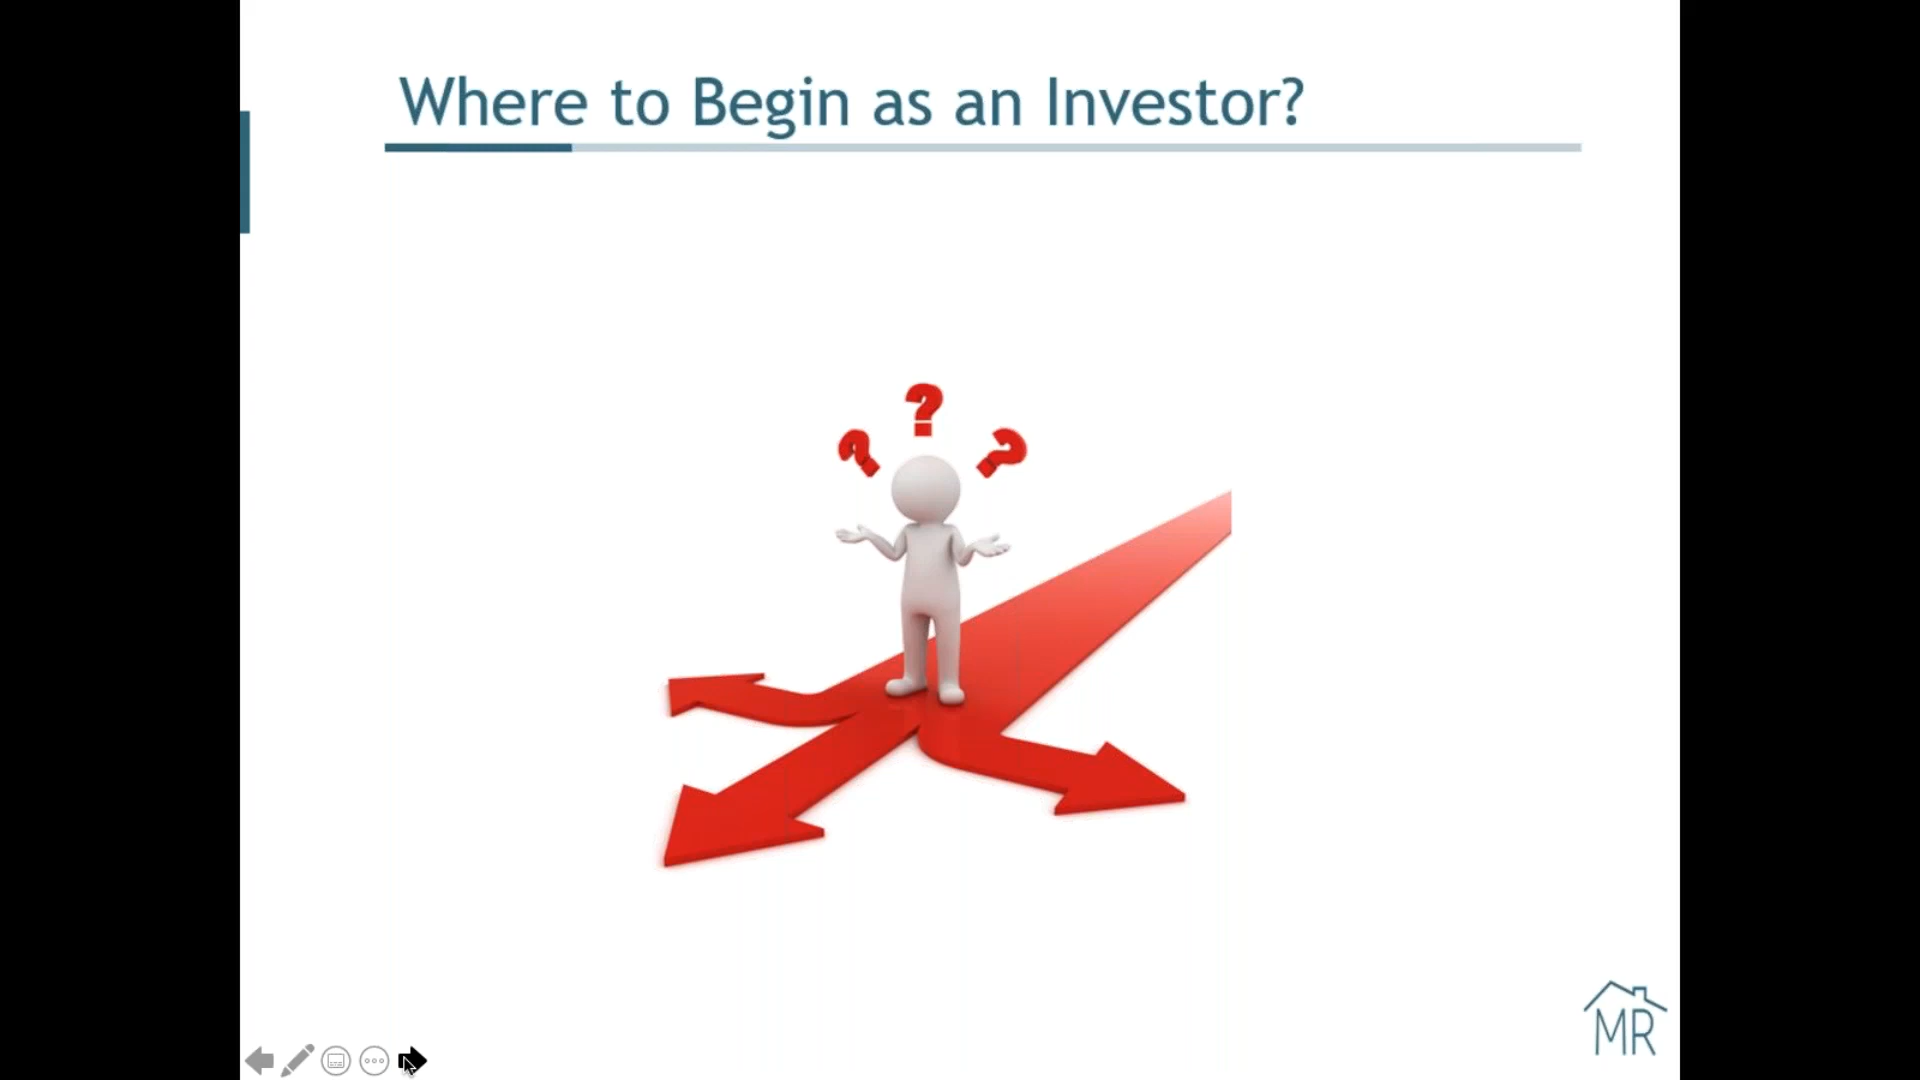 Where to Begin as an Investor?
? ? ?
MR